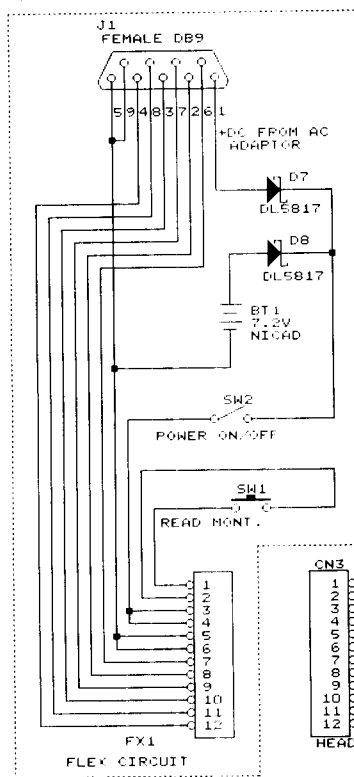 J1
FEMALE DB9
5 9 4 8 3 7 2 6 1
+DC FROM AC
ADAPTOR
D7
DL5817
D8
DL5817
BT1
7.2V
NICAD
SW2
POWER ON/OFF
SW1
READ MONT.
1
2
3
4
5
6
7
8
9
10
11
12
FX1
FLEX CIRCUIT
CN3
1
2
3
4
5
6
7
8
9
10
11
12
HEAD